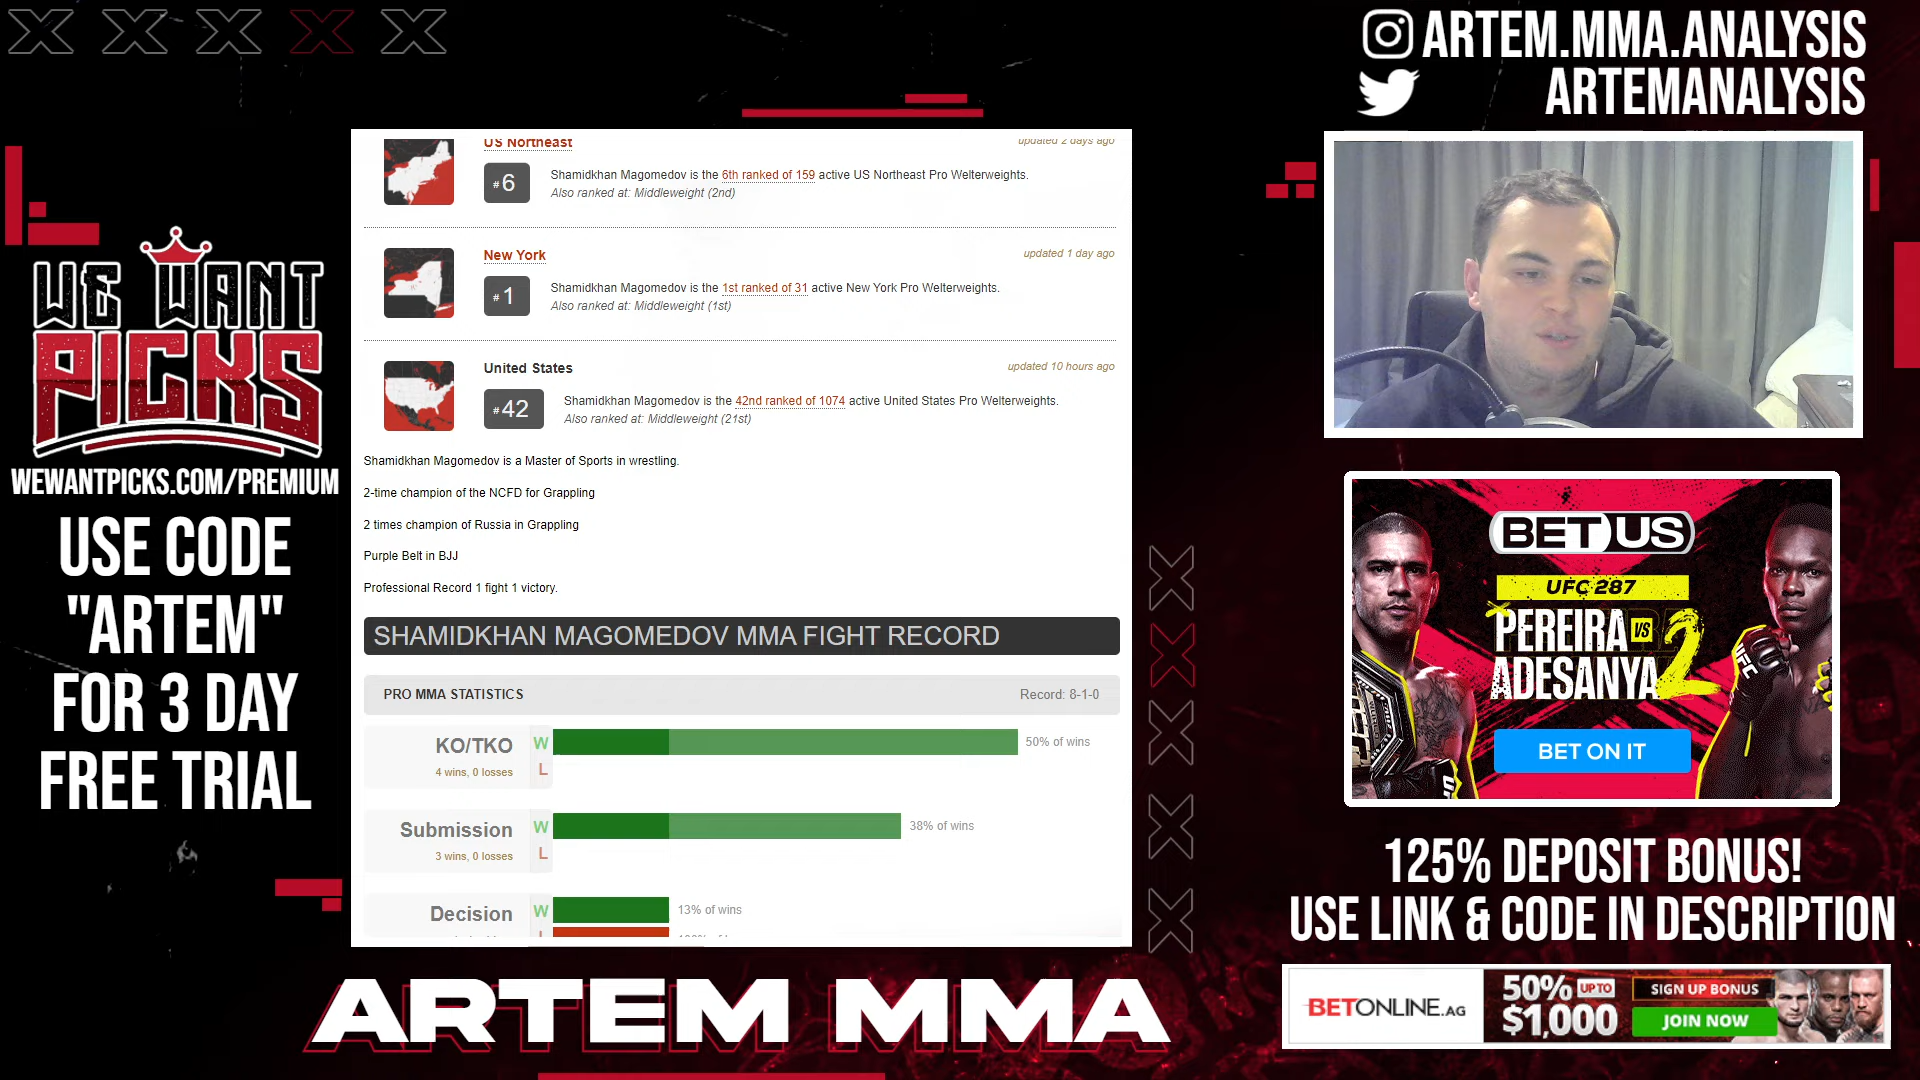 ARTEM.MMA.ANALYSIS
ARTEMANALYSIS
WE WANT
PICKS
WEWANTPICKS.COM/PREMIUM
USE CODE
"ARTEM"
FOR 3 DAY
FREE TRIAL
US Northeast
updated 2 days ago
#6
Shamidkhan Magomedov is the 6th ranked of 159 active US Northeast Pro Welterweights.
Also ranked at: Middleweight (2nd)
New York
updated 1 day ago
#1
Shamidkhan Magomedov is the 1st ranked of 31 active New York Pro Welterweights.
Also ranked at: Middleweight (1st)
United States
updated 10 hours ago
#42
Shamidkhan Magomedov is the 42nd ranked of 1074 active United States Pro Welterweights.
Also ranked at: Middleweight (21st)
Shamidkhan Magomedov is a Master of Sports in wrestling.
2-time champion of the NCFD for Grappling
2 times champion of Russia in Grappling
Purple Belt in BJJ
Professional Record 1 fight 1 victory.
SHAMIDKHAN MAGOMEDOV MMA FIGHT RECORD
PRO MMA STATISTICS
Record: 8-1-0
KO/TKO
W
50% of wins
4 wins, 0 losses
L
Submission
W
38% of wins
3 wins, 0 losses
L
Decision
W
13% of wins
ARTEM MMA
BETUS
UFC 287
PEREIRA VS
ADESANYA 2
BET ON IT
125% DEPOSIT BONUS!
USE LINK & CODE IN DESCRIPTION
BETONLINE.AG
50% UP TO
$1,000
SIGN UP BONUS
JOIN NOW